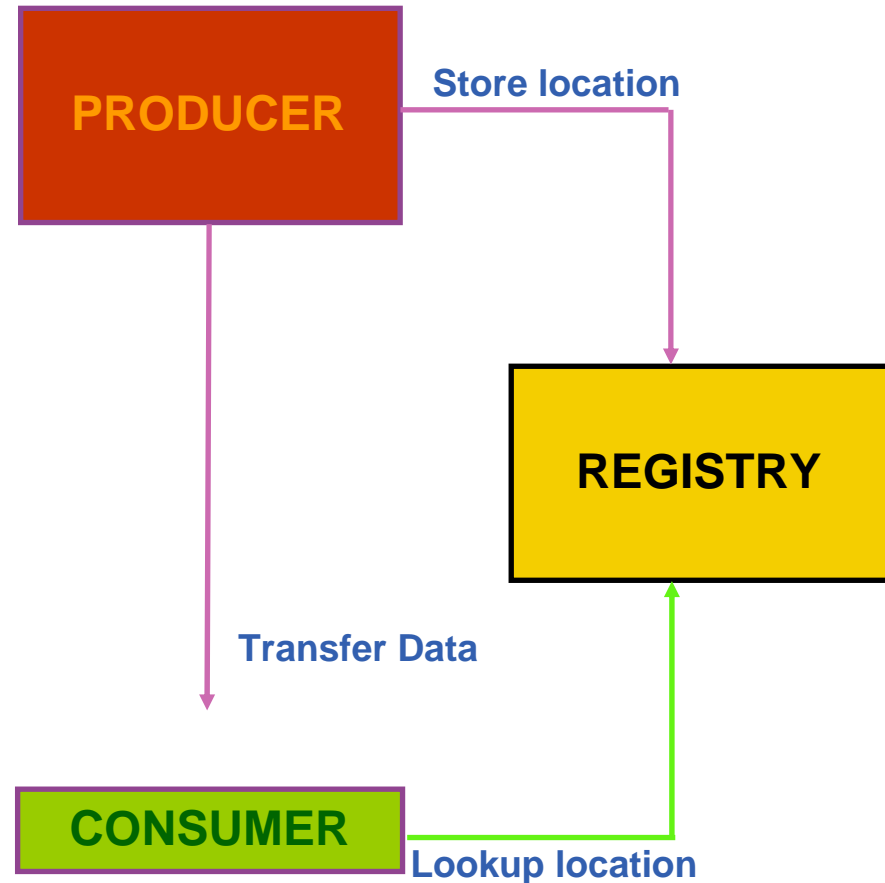 Store location
PRODUCER
REGISTRY
Transfer Data
CONSUMER
Lookup location